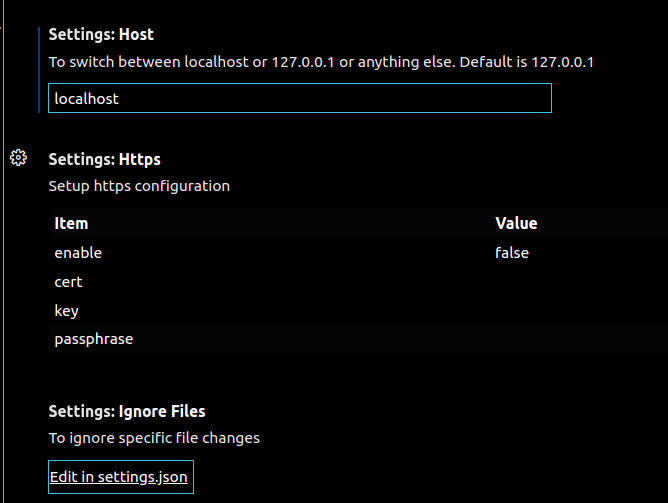 Settings: Host
To switch between localhost or 127.0.0.1 or anything else. Default is 127.0.0.1
localhost
Settings: Https
Setup https configuration
Item Value
enable false
cert
key
passphrase
Settings: Ignore Files
To ignore specific file changes
Edit in settings.json